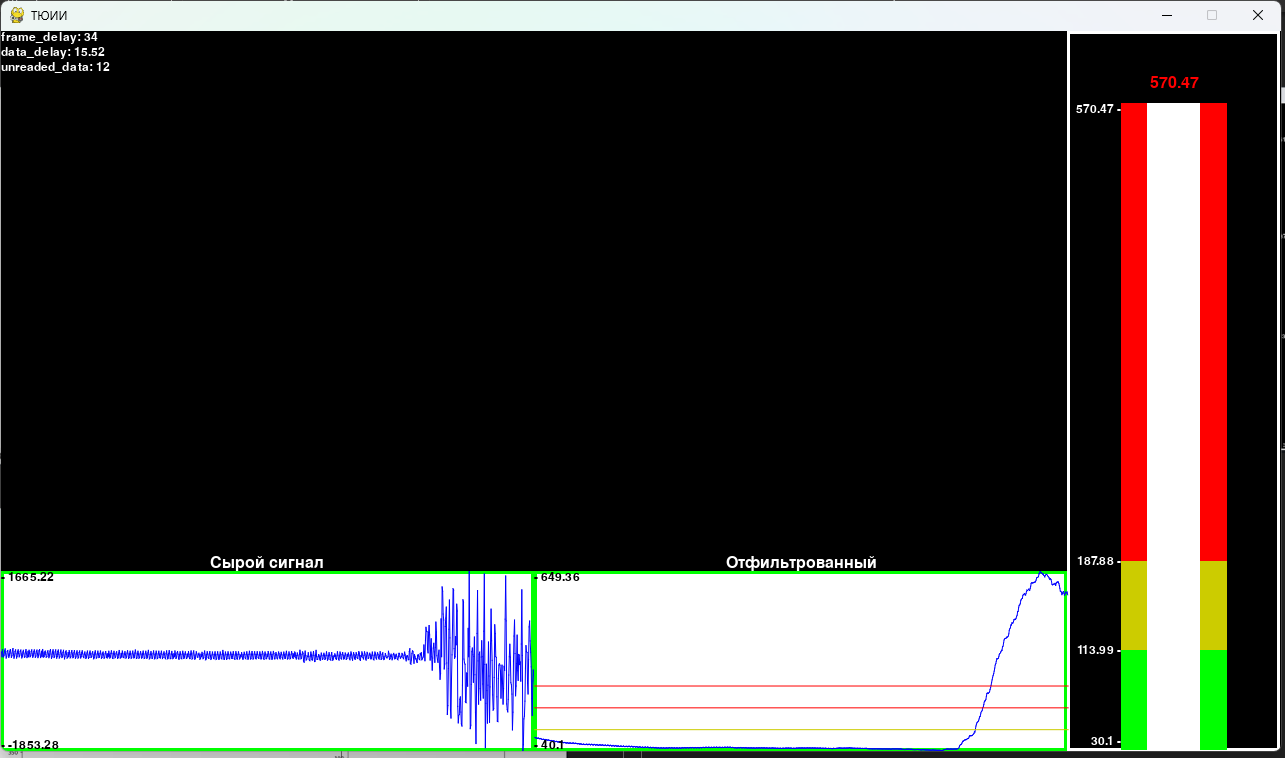 ТЮИИ
frame_delay: 34
data_delay: 15.52
unreaded_data: 12
570.47
570.47 -
187.88 -
113.99 -
30.1 -
Сырой сигнал
- 1665.22
- -1853.28
Отфильтрованный
- 649.36
- 40.1